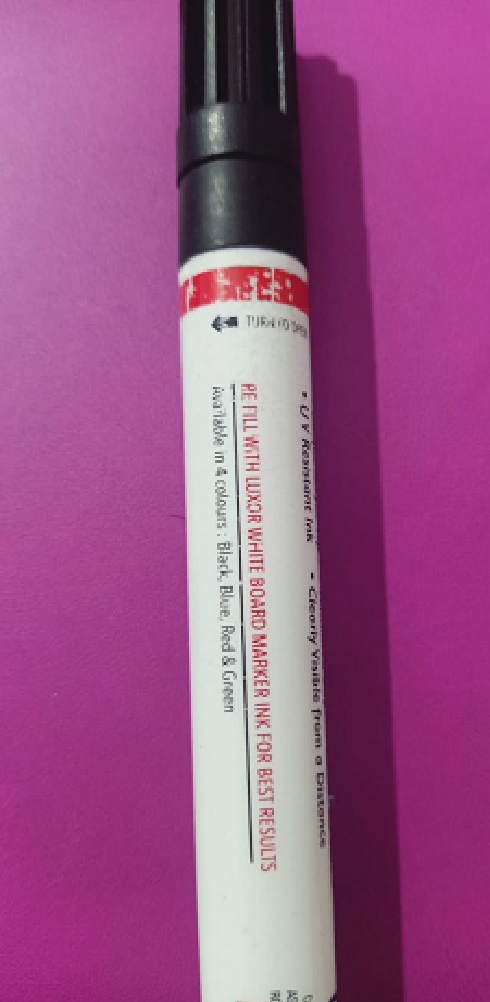 TURN TO OPEN
• U V Resistant Ink • Clearly Visible from a Distance
RE FILL WITH LUXOR WHITE BOARD MARKER INK FOR BEST RESULTS
Available in 4 colours : Black, Blue, Red & Green